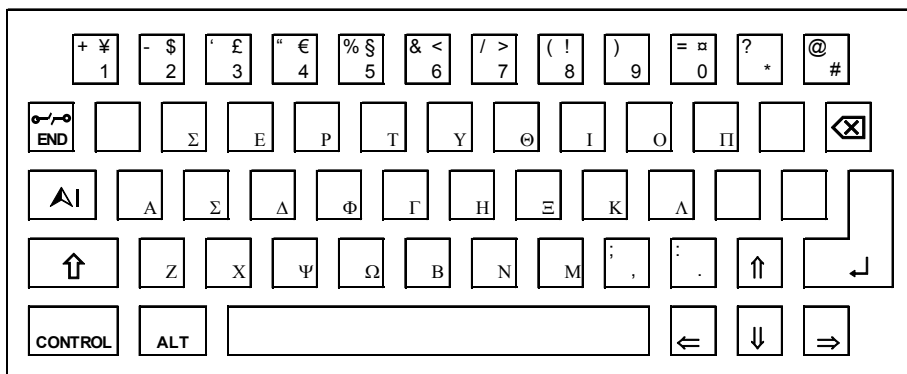 + ¥ - $ ‘ £ “ € % § & < / > ( ! ) = ¤ ? @
1 2 3 4 5 6 7 8 9 0 * #
END Σ Ε Ρ Τ Υ Θ Ι Ο Π
Α Σ Δ Φ Γ Η Ξ Κ Λ
; :
Ζ Χ Ψ Ω Β Ν Μ , .
CONTROL ALT